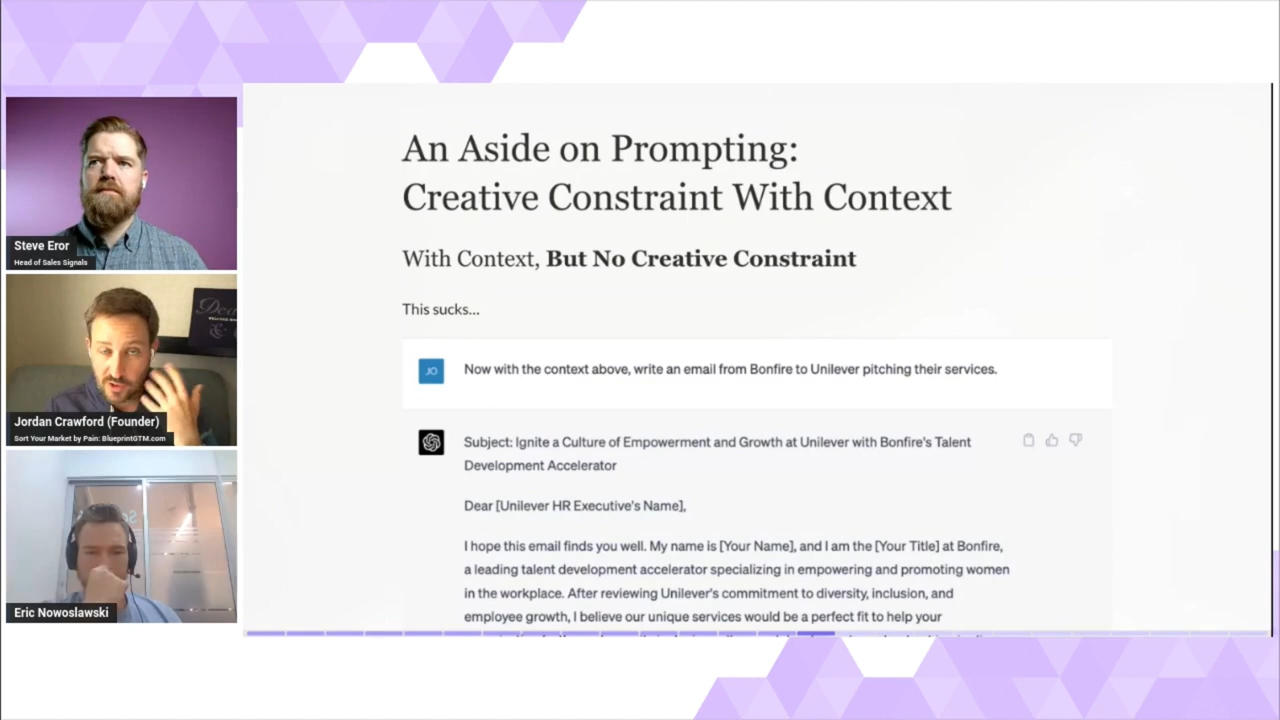 Steve Eror
Head of Sales Signals
Jordan Crawford (Founder)
Sort Your Market by Pain: BlueprintGTM.com
Eric Nowoslawski
An Aside on Prompting:
Creative Constraint With Context
With Context, But No Creative Constraint
This sucks...
JO
Now with the context above, write an email from Bonfire to Unilever pitching their services.
Subject: Ignite a Culture of Empowerment and Growth at Unilever with Bonfire's Talent
Development Accelerator
Dear [Unilever HR Executive's Name],
I hope this email finds you well. My name is [Your Name], and I am the [Your Title] at Bonfire,
a leading talent development accelerator specializing in empowering and promoting women
in the workplace. After reviewing Unilever's commitment to diversity, inclusion, and
employee growth, I believe our unique services would be a perfect fit to help your